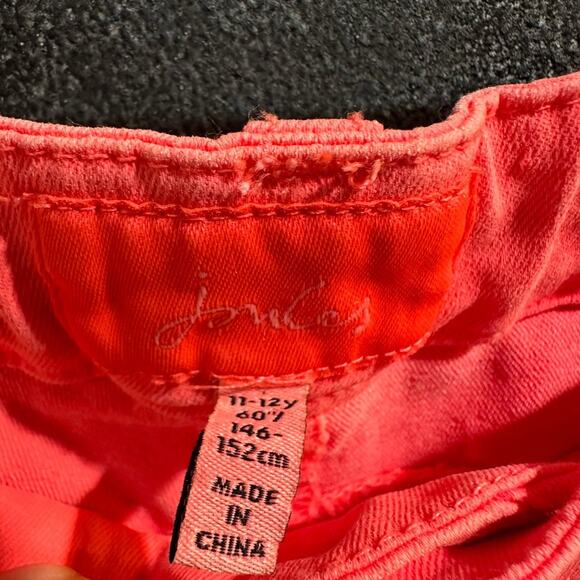 joules
11-12y
60"/
146-
152cm
MADE
IN
CHINA